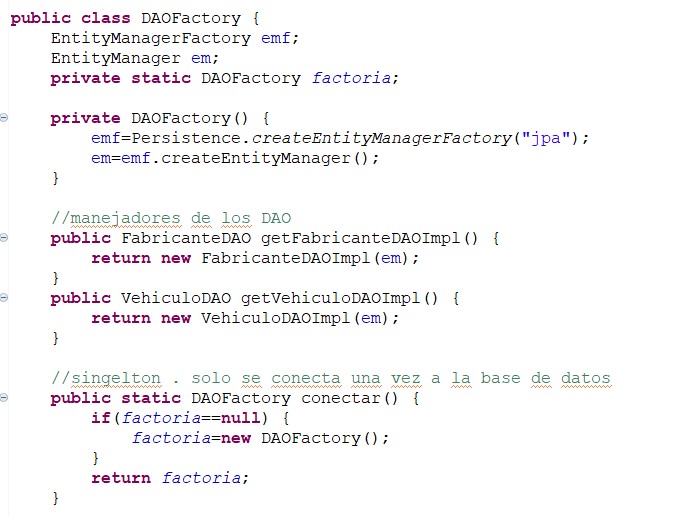 public class DAOFactory {
    EntityManagerFactory emf;
    EntityManager em;
    private static DAOFactory factoria;
    private DAOFactory() {
        emf=Persistence.createEntityManagerFactory("jpa");
        em=emf.createEntityManager();
    }
    //manejadores de los DAO
    public FabricanteDAO getFabricanteDAOImpl() {
        return new FabricanteDAOImpl(em);
    }
    public VehiculoDAO getVehiculoDAOImpl() {
        return new VehiculoDAOImpl(em);
    }
    //singelton . solo se conecta una vez a la base de datos
    public static DAOFactory conectar() {
        if(factoria==null) {
            factoria=new DAOFactory();
        }
        return factoria;
    }